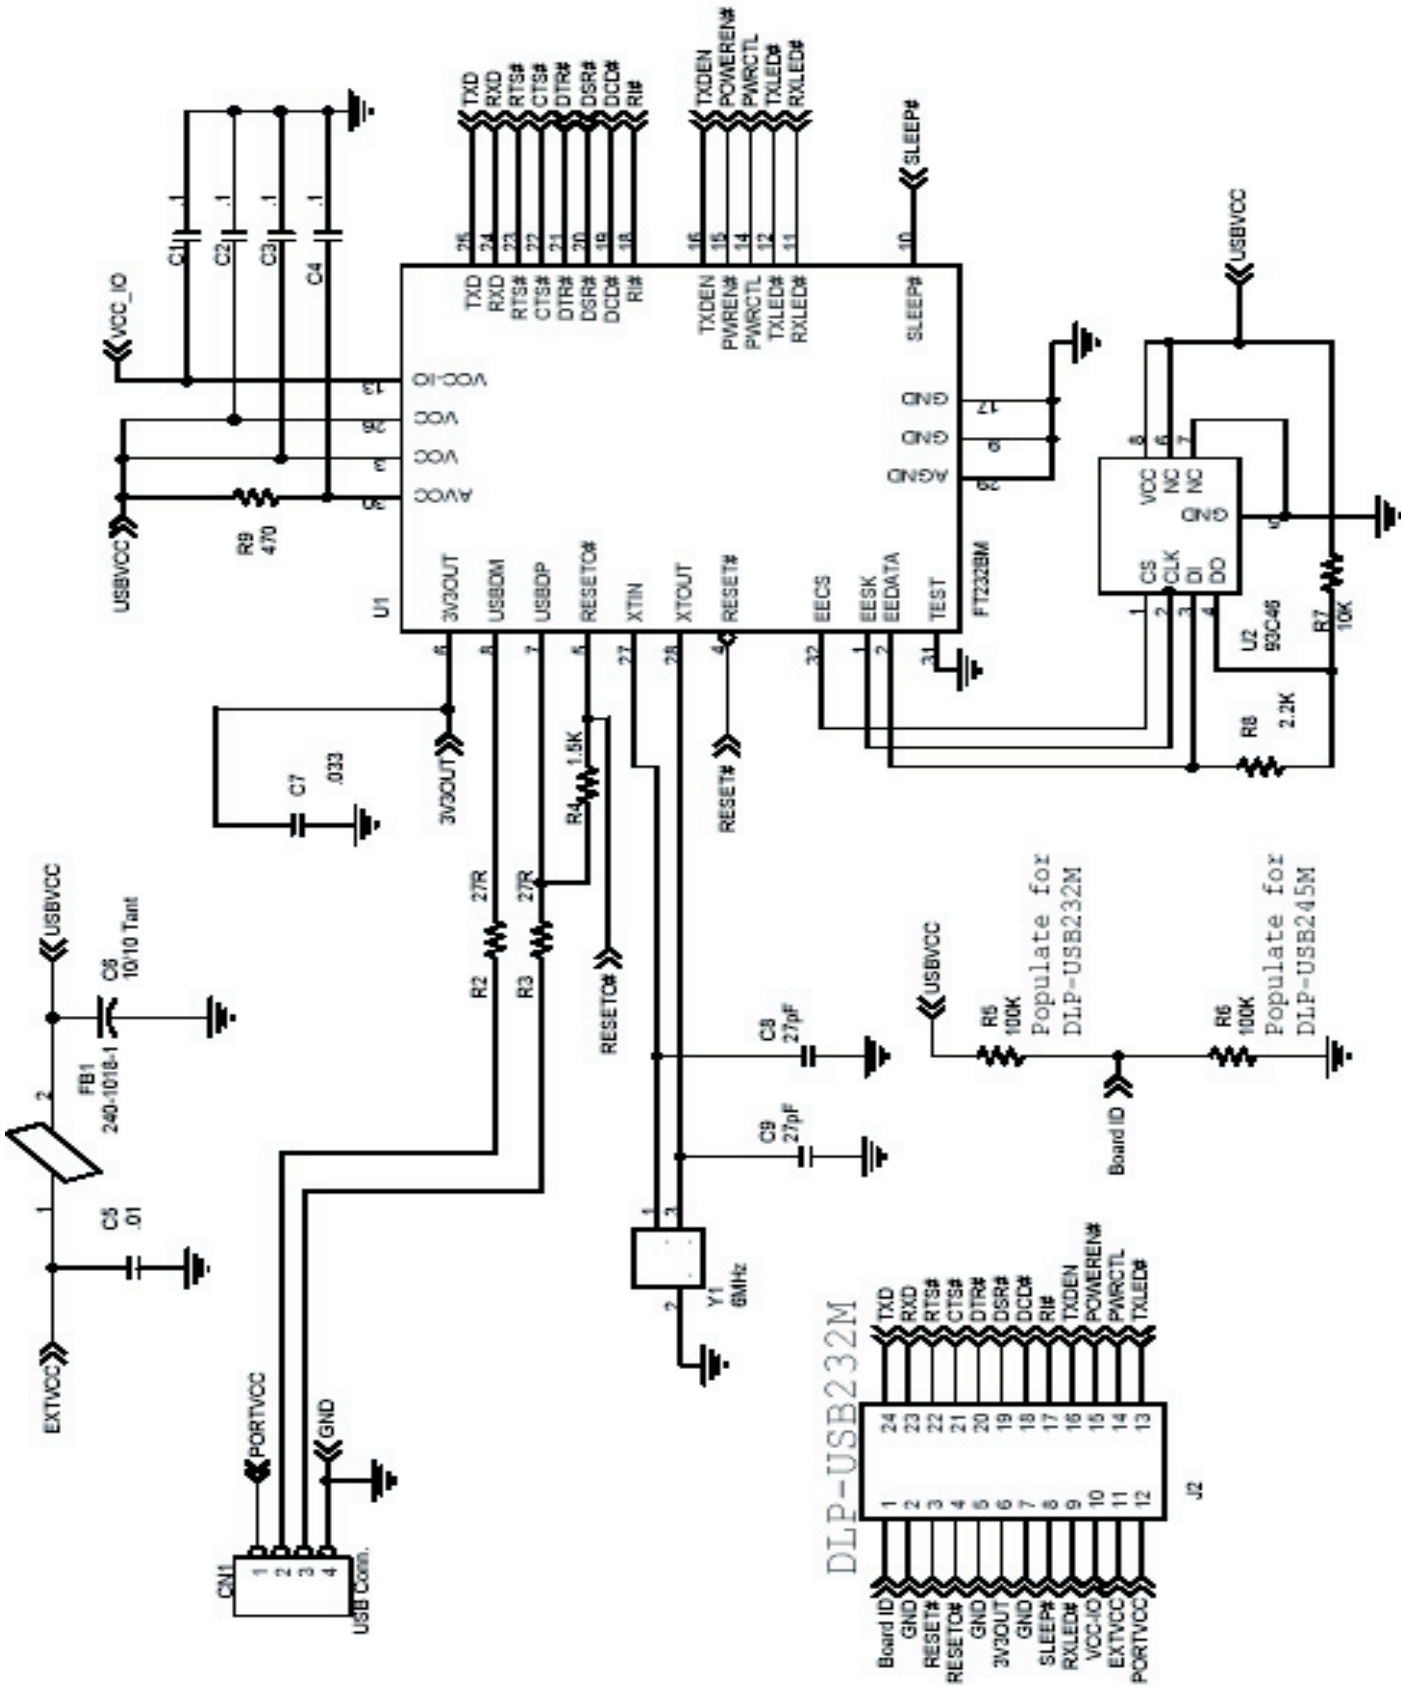 EXTVCC
1
2
USBVCC
C5
.01
FB1
240-1018-1
C6
10/10 Tant
CN1
1
2
3
4
USB Conn.
PORTVCC
GND
R2
27R
R3
27R
R4
1.5K
RESETO#
C7
.033
3V3OUT
RESET#
USBVCC
R9
470
VCC_IO
C1
.1
C2
.1
C3
.1
C4
.1
U1
FT232BM
6
3V3OUT
8
USBDM
7
USBDP
5
RESETO#
27
XTIN
28
XTOUT
4
RESET#
32
EECS
1
EESK
2
EEDATA
31
TEST
AVCC
3
VCC
26
VCC
13
VCC-IO
TXD
25
TXD
RXD
24
RXD
RTS#
23
RTS#
CTS#
22
CTS#
DTR#
21
DTR#
DSR#
20
DSR#
DCD#
19
DCD#
RI#
18
RI#
TXDEN
16
TXDEN
PWREN#
15
POWEREN#
PWRCTL
14
PWRCTL
TXLED#
12
TXLED#
RXLED#
11
RXLED#
SLEEP#
10
SLEEP#
AGND
29
GND
9
GND
17
Y1
6MHz
1
2
3
C9
27pF
C8
27pF
USBVCC
R5
100K
Populate for
DLP-USB232M
Board ID
R6
100K
Populate for
DLP-USB245M
1
CS
2
CLK
3
DI
4
DO
VCC
8
NC
6
NC
7
GND
5
U2
93C46
R8
2.2K
R7
10K
USBVCC
DLP-USB232M
Board ID 1 24 TXD
GND 2 23 RXD
RESET# 3 22 RTS#
RESETO# 4 21 CTS#
GND 5 20 DTR#
3V3OUT 6 19 DSR#
GND 7 18 DCD#
SLEEP# 8 17 RI#
RXLED# 9 16 TXDEN
VCC-IO 10 15 POWEREN#
EXTVCC 11 14 PWRCTL
PORTVCC 12 13 TXLED#
J2